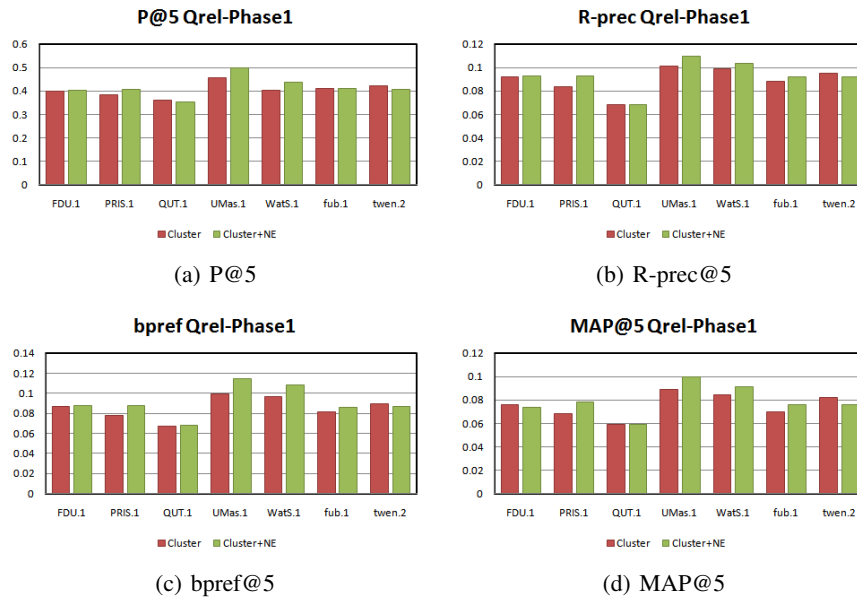 P@5 Qrel-Phase1
0.6
0.5
0.4
0.3
0.2
0.1
0
FDU.1 PRIS.1 QUT.1 UMas.1 WatS.1 fub.1 twen.2
Cluster Cluster+NE
(a) P@5
R-prec Qrel-Phase1
0.12
0.1
0.08
0.06
0.04
0.02
0
FDU.1 PRIS.1 QUT.1 UMas.1 WatS.1 fub.1 twen.2
Cluster Cluster+NE
(b) R-prec@5
bpref Qrel-Phase1
0.14
0.12
0.1
0.08
0.06
0.04
0.02
0
FDU.1 PRIS.1 QUT.1 UMas.1 WatS.1 fub.1 twen.2
Cluster Cluster+NE
(c) bpref@5
MAP@5 Qrel-Phase1
0.12
0.1
0.08
0.06
0.04
0.02
0
FDU.1 PRIS.1 QUT.1 UMas.1 WatS.1 fub.1 twen.2
Cluster Cluster+NE
(d) MAP@5